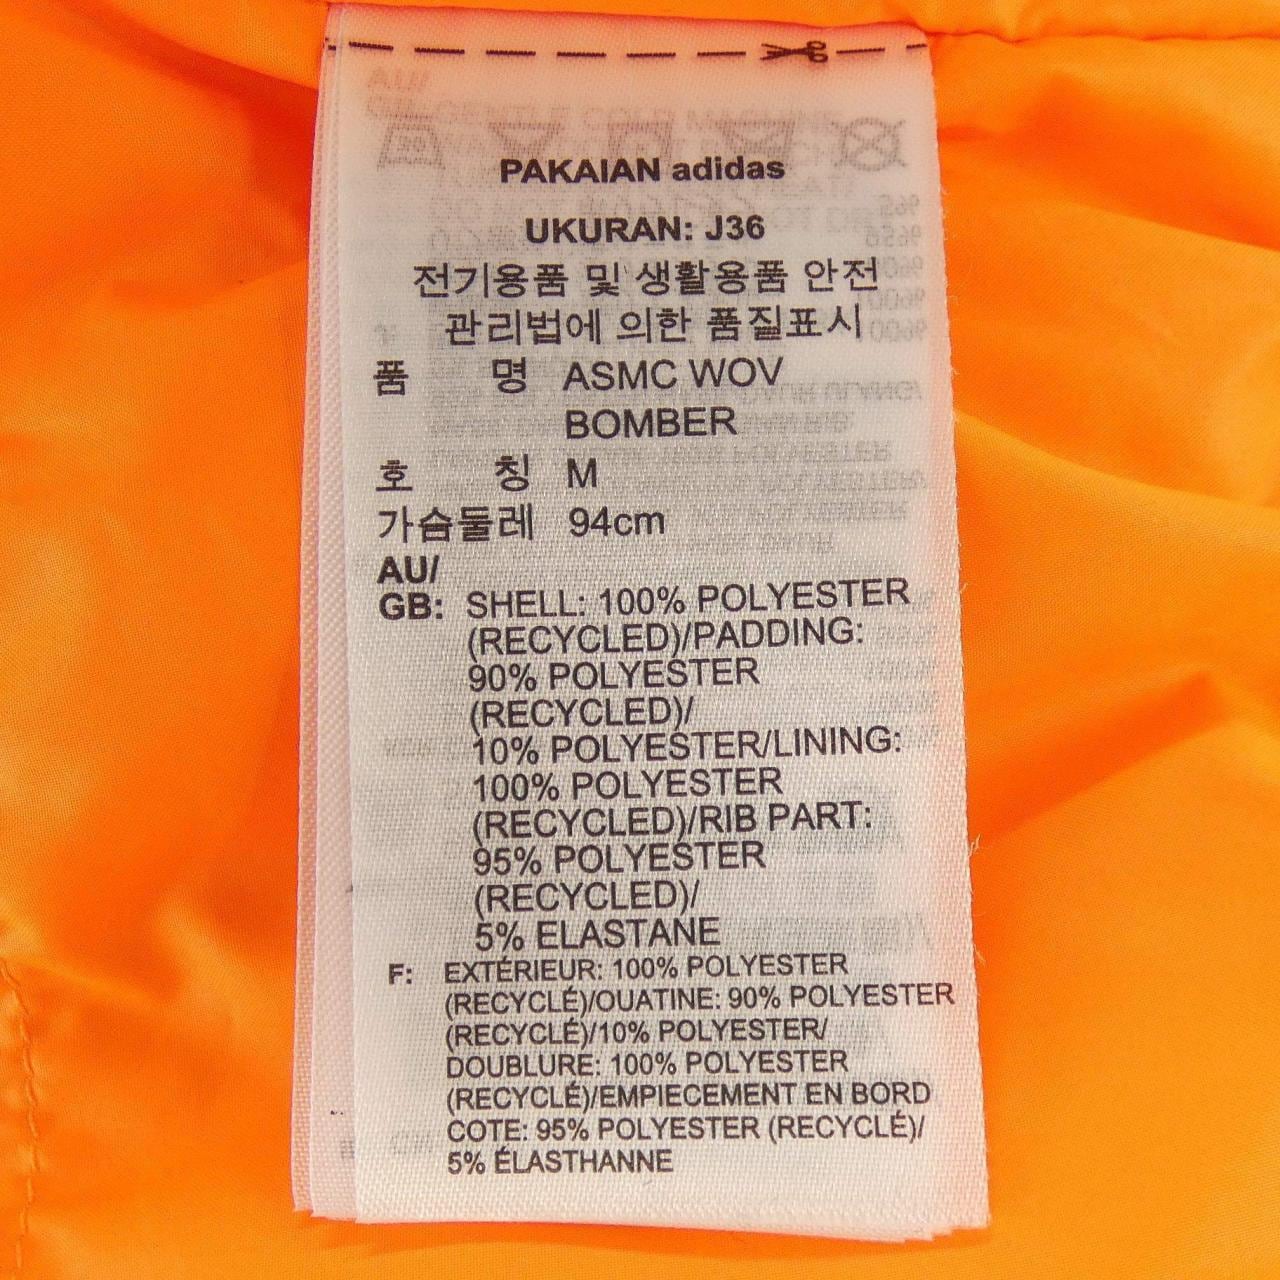 PAKAIAN adidas
UKURAN: J36
전기용품 및 생활용품 안전
관리법에 의한 품질표시
품 명 ASMC WOV
BOMBER
호 칭 M
가슴둘레 94cm
AU/
GB: SHELL: 100% POLYESTER
(RECYCLED)/PADDING:
90% POLYESTER
(RECYCLED)/
10% POLYESTER/LINING:
100% POLYESTER
(RECYCLED)/RIB PART:
95% POLYESTER
(RECYCLED)/
5% ELASTANE
F: EXTÉRIEUR: 100% POLYESTER
(RECYCLÉ)/OUATINE: 90% POLYESTER
(RECYCLÉ)/10% POLYESTER/
DOUBLURE: 100% POLYESTER
(RECYCLÉ)/EMPIECEMENT EN BORD
COTE: 95% POLYESTER (RECYCLÉ)/
5% ÉLASTHANNE